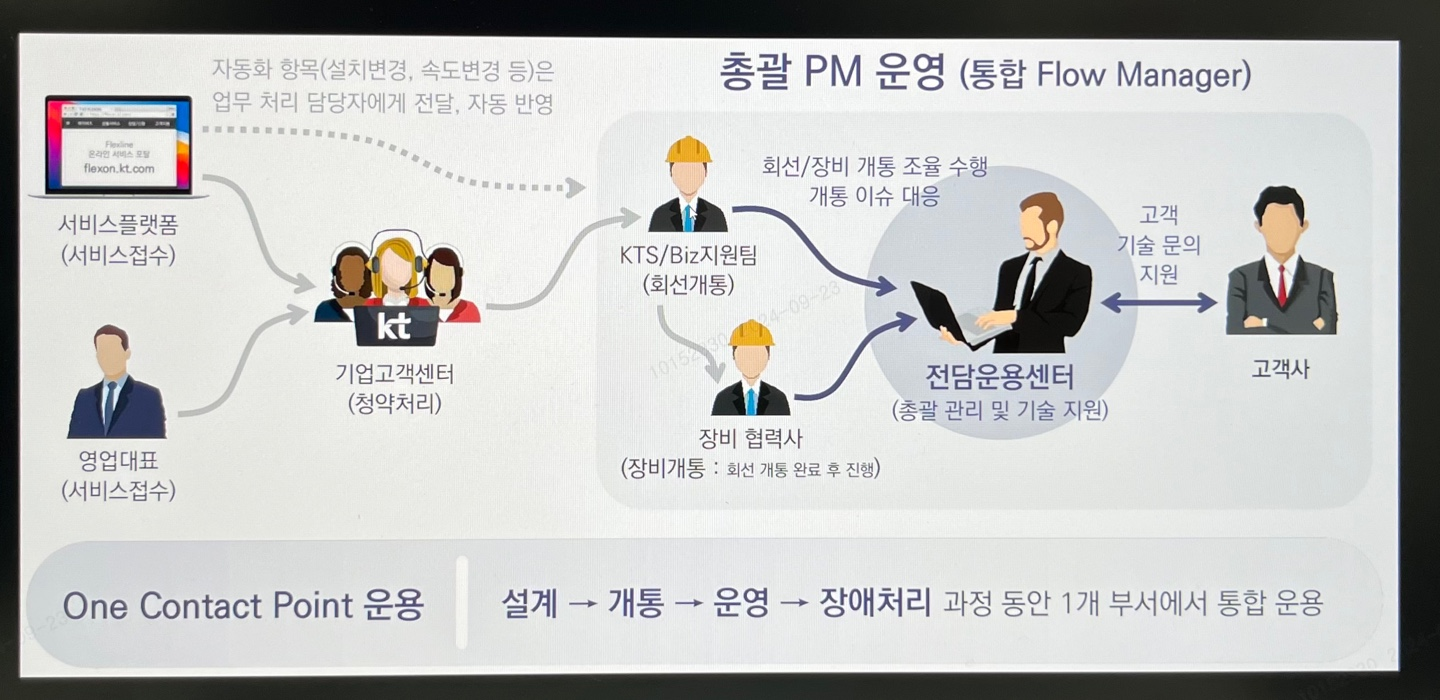 자동화 항목(설치변경, 속도변경 등)은
업무 처리 담당자에게 전달, 자동 반영
총괄 PM 운영 (통합 Flow Manager)
Flexline
온라인 서비스 포탈
flexon.kt.com
서비스플랫폼
(서비스접수)
영업대표
(서비스접수)
kt
기업고객센터
(청약처리)
KTS/Biz지원팀
(회선개통)
회선/장비 개통 조율 수행
개통 이슈 대응
장비 협력사
(장비개통 : 회선 개통 완료 후 진행)
전담운용센터
(총괄 관리 및 기술 지원)
고객
기술 문의
지원
고객사
One Contact Point 운용
설계 → 개통 → 운영 → 장애처리 과정 동안 1개 부서에서 통합 운용